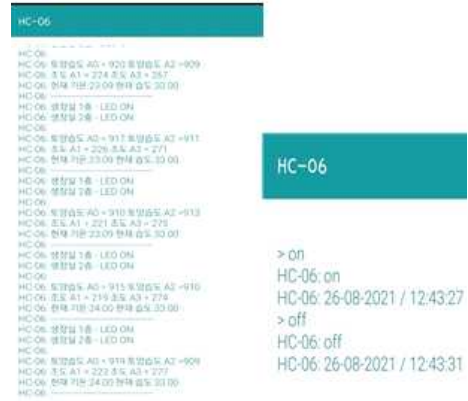 HC-06
HC-06:
HC-06: 토양습도 A0 = 920 토양습도 A2 =909
HC-06: 조도 A1 = 224 조도 A3 = 267
HC-06: 현재 기온:23.09 현재 습도:30.00
HC-06: 
HC-06: 생장실 1층 - LED ON
HC-06: 생장실 2층 - LED ON
HC-06:
HC-06: 토양습도 A0 = 917 토양습도 A2 =911
HC-06: 조도 A1 = 226 조도 A3 = 271
HC-06: 현재 기온:23.09 현재 습도:30.00
HC-06:
HC-06: 생장실 1층 - LED ON
HC-06: 생장실 2층 - LED ON
HC-06:
HC-06: 토양습도 A0 = 910 토양습도 A2 =913
HC-06: 조도 A1 = 221 조도 A3 = 275
HC-06: 현재 기온:23.09 현재 습도:30.00
HC-06:
HC-06: 생장실 1층 - LED ON
HC-06: 생장실 2층 - LED ON
HC-06:
HC-06: 토양습도 A0 = 915 토양습도 A2 =910
HC-06: 조도 A1 = 219 조도 A3 = 274
HC-06: 현재 기온:24.00 현재 습도:30.00
HC-06:
HC-06: 생장실 1층 - LED ON
HC-06: 생장실 2층 - LED ON
HC-06:
HC-06: 토양습도 A0 = 919 토양습도 A2 =909
HC-06: 조도 A1 = 223 조도 A3 = 277
HC-06: 현재 기온:24.00 현재 습도:30.00
HC-06:
HC-06
> on
HC-06: on
HC-06: 26-08-2021 / 12:43:27
> off
HC-06: off
HC-06: 26-08-2021 / 12:43:31